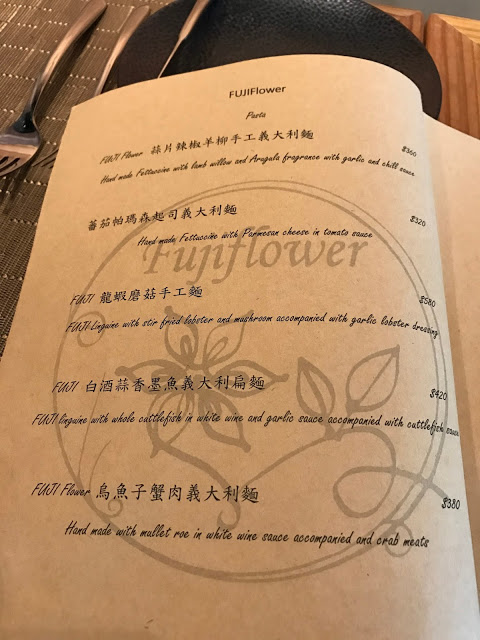 FUJIFlower
Pasta
FUJI Flower 蒜片辣椒羊柳手工義大利麵 $360
Hand made Fettuccine with lamb willow and Arugula fragrance with garlic and chill sauce
蕃茄帕瑪森起司義大利麵 $320
Hand made Fettuccine with Parmesan cheese in tomato sauce
Fujiflower
FUJI 龍蝦磨菇手工麵 $580
FUJI Linguine with stir fried lobster and mushroom accompanied with garlic lobster dressing
FUJI 白酒蒜香墨魚義大利扁麵 $420
FUJI linguine with whole cuttlefish in white wine and garlic sauce accompanied with cuttlefish sauce
FUJI Flower 烏魚子蟹肉義大利麵 $380
Hand made with mullet roe in white wine sauce accompanied and crab meats